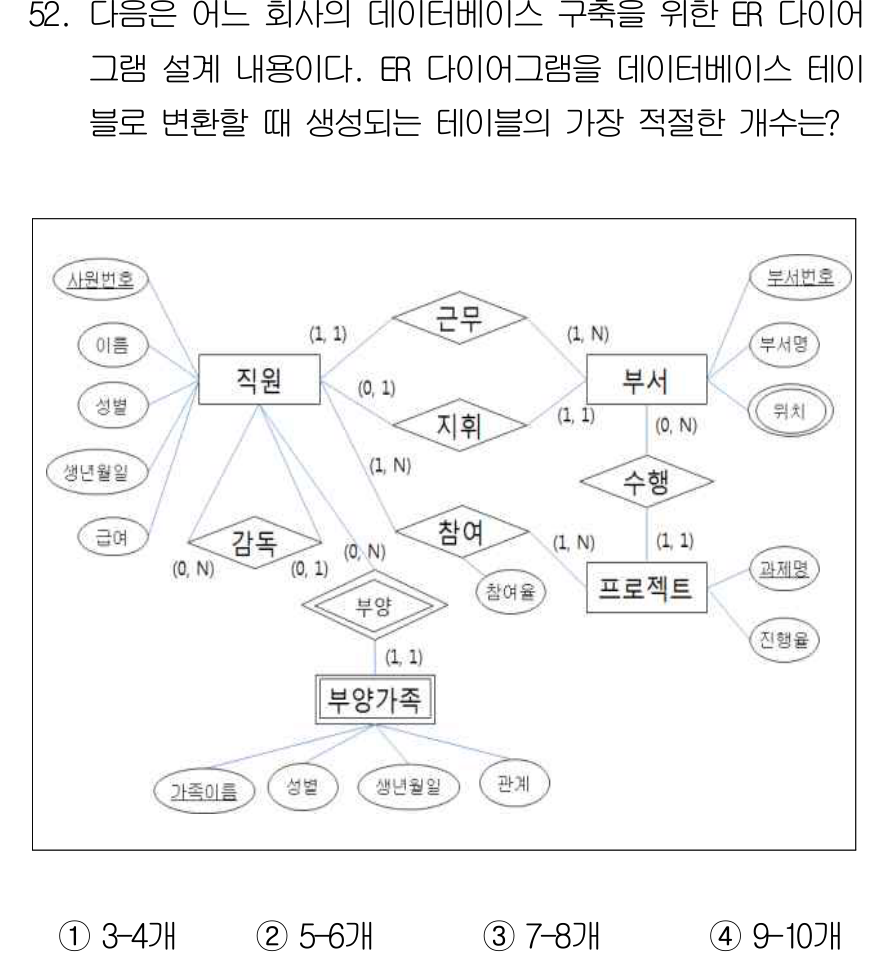 52. 다음은 어느 회사의 데이터베이스 구축을 위한 ER 다이어
그램 설계 내용이다. ER 다이어그램을 데이터베이스 테이
블로 변환할 때 생성되는 테이블의 가장 적절한 개수는?
사원번호
이름
성별
생년월일
급여
직원
(1, 1)
근무
(1, N)
(0, 1)
지휘
(1, 1)
부서
부서번호
부서명
위치
(0, N)
수행
(1, 1)
(1, N)
참여
(1, N)
참여율
프로젝트
과제명
진행율
감독
(0, N)
(0, 1)
(0, N)
부양
(1, 1)
부양가족
가족이름
성별
생년월일
관계
① 3-4개 ② 5-6개 ③ 7-8개 ④ 9-10개